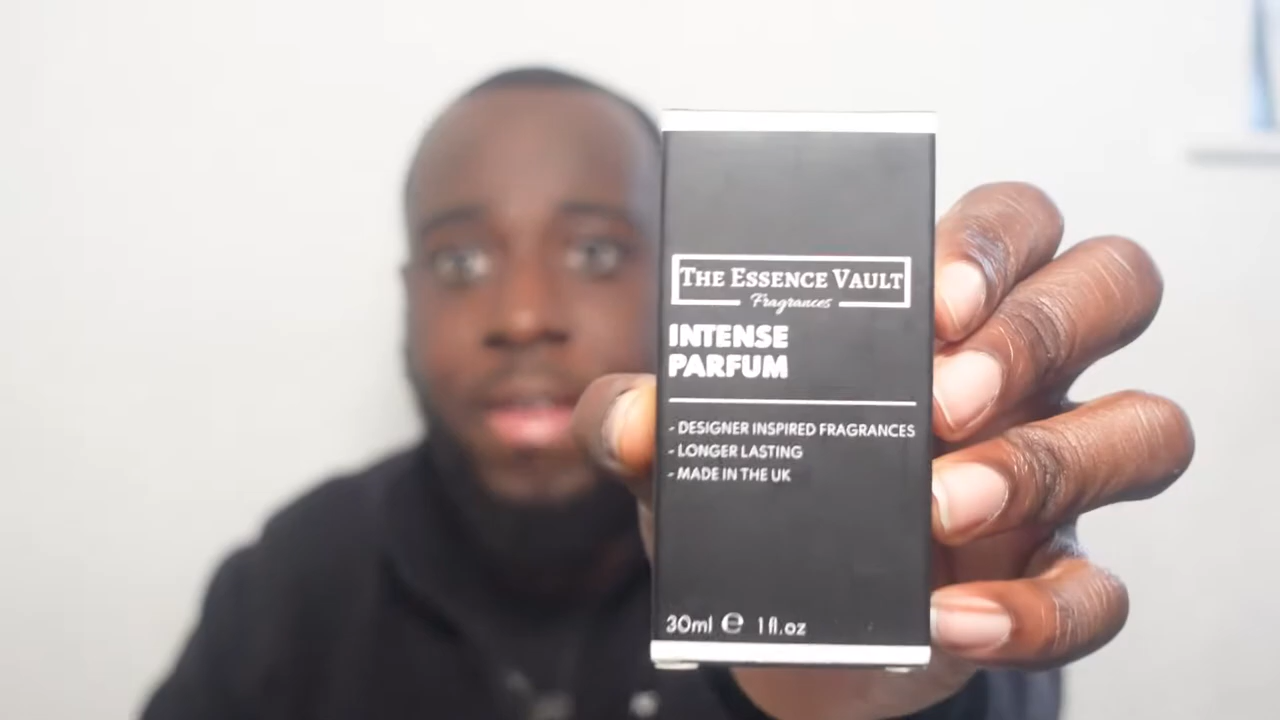 THE ESSENCE VAULT
Fragrances
INTENSE
PARFUM
- DESIGNER INSPIRED FRAGRANCES
- LONGER LASTING
- MADE IN THE UK
30ml ℮ 1 fl.oz